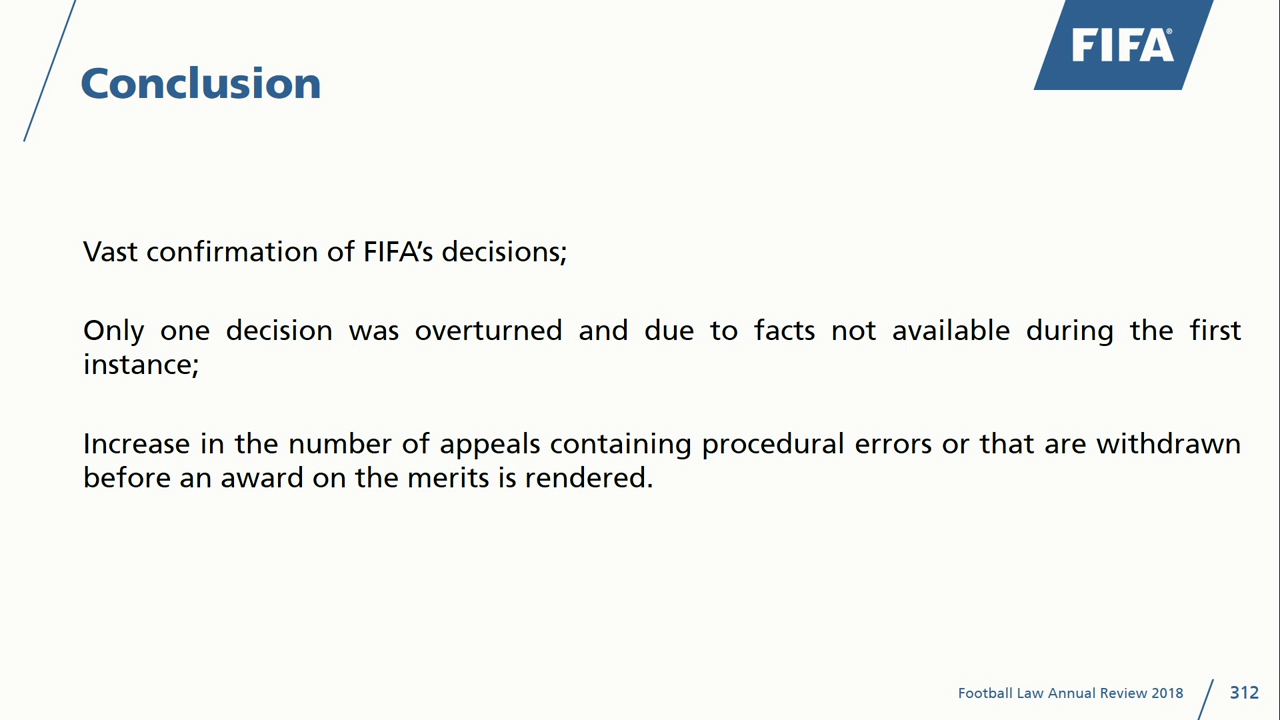 FIFA®
Conclusion
Vast confirmation of FIFA’s decisions;
Only one decision was overturned and due to facts not available during the first
instance;
Increase in the number of appeals containing procedural errors or that are withdrawn
before an award on the merits is rendered.
Football Law Annual Review 2018
312